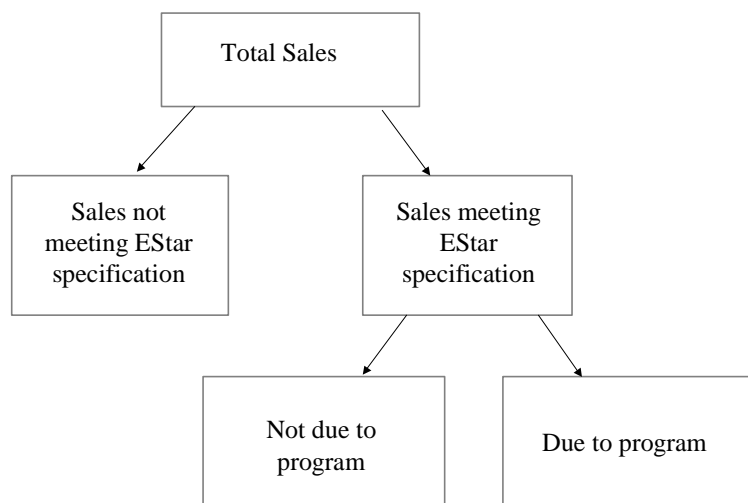 Total Sales
Sales not
meeting EStar
specification
Sales meeting
EStar
specification
Not due to
program
Due to program